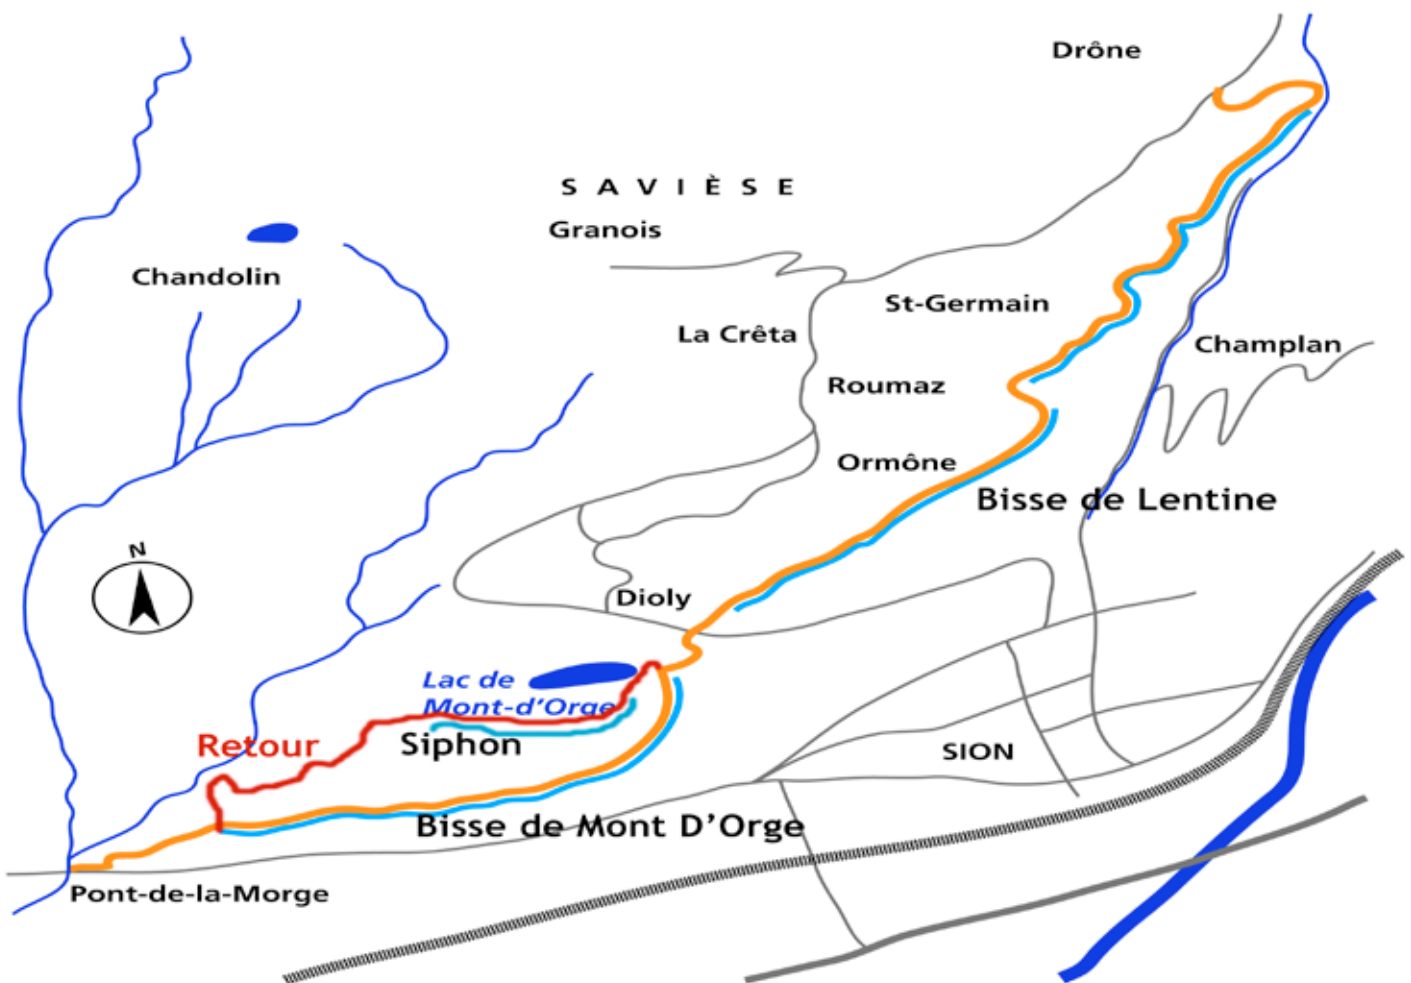 Drône
SAVIÈSE
Granois
Chandolin
St-Germain
La Crêta
Champlan
Roumaz
Ormône
Bisse de Lentine
N
Dioly
Lac de
Mont-d'Orge
Retour
Siphon
SION
Bisse de Mont D'Orge
Pont-de-la-Morge